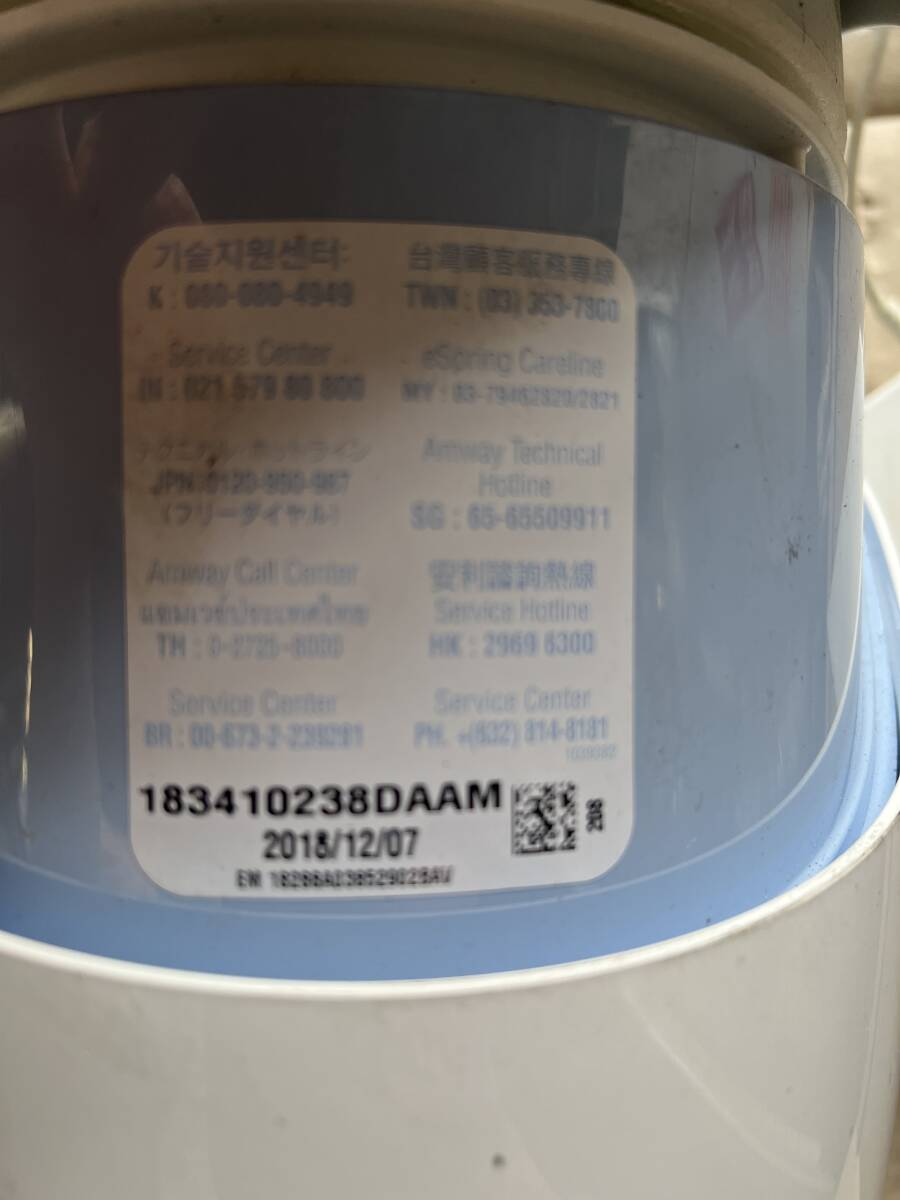 기술지원센터:
K : 080-080-4949
台灣顧客服務專線
TWN : (03) 353-7800
Service Center
IN : 021 579 80 800
eSpring Careline
MY : 03-79462820/2821
テクニカル・ホットライン
JPN:0120-990-987
(フリーダイヤル)
Amway Technical
Hotline
SG : 65-65509911
Amway Call Center
แอมเวย์ประเทศไทย
TH : 0-2725-8000
安利諮詢熱線
Service Hotline
HK : 2969 6300
Service Center
BR : 00-673-2-239291
Service Center
PH. +(632) 814-8181
183410238DAAM
2018/12/07
208